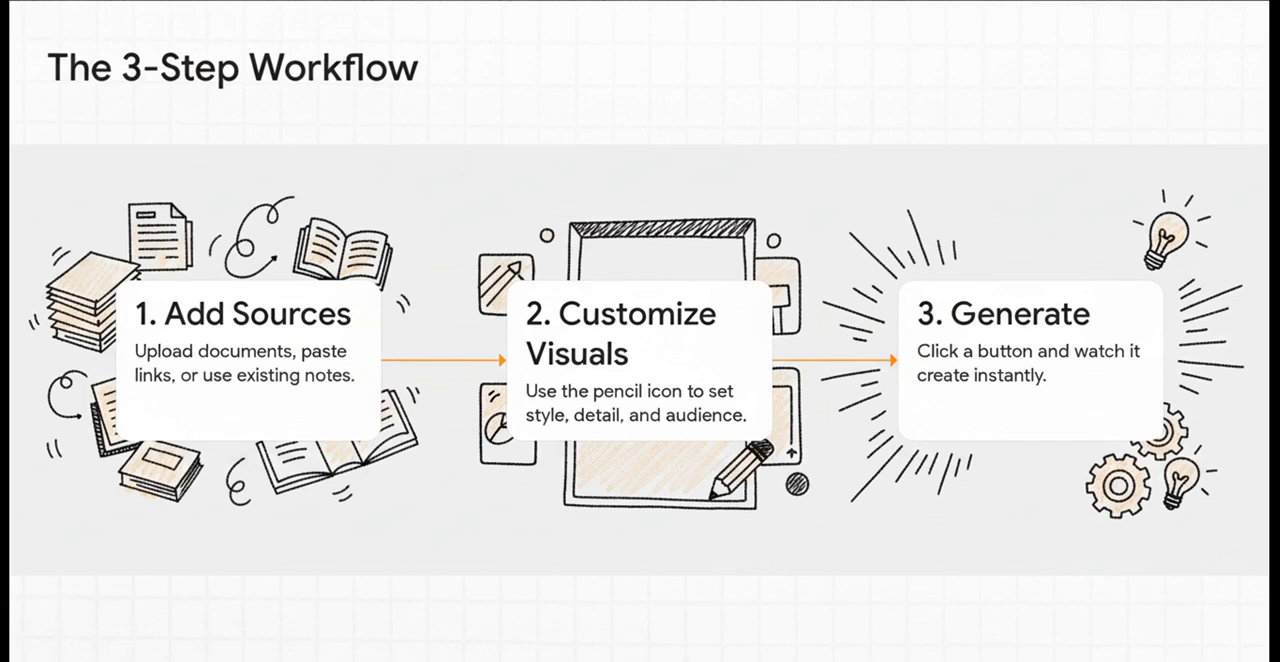 The 3-Step Workflow
1. Add Sources
Upload documents, paste
links, or use existing notes.
2. Customize
Visuals
Use the pencil icon to set
style, detail, and audience.
3. Generate
Click a button and watch it
create instantly.